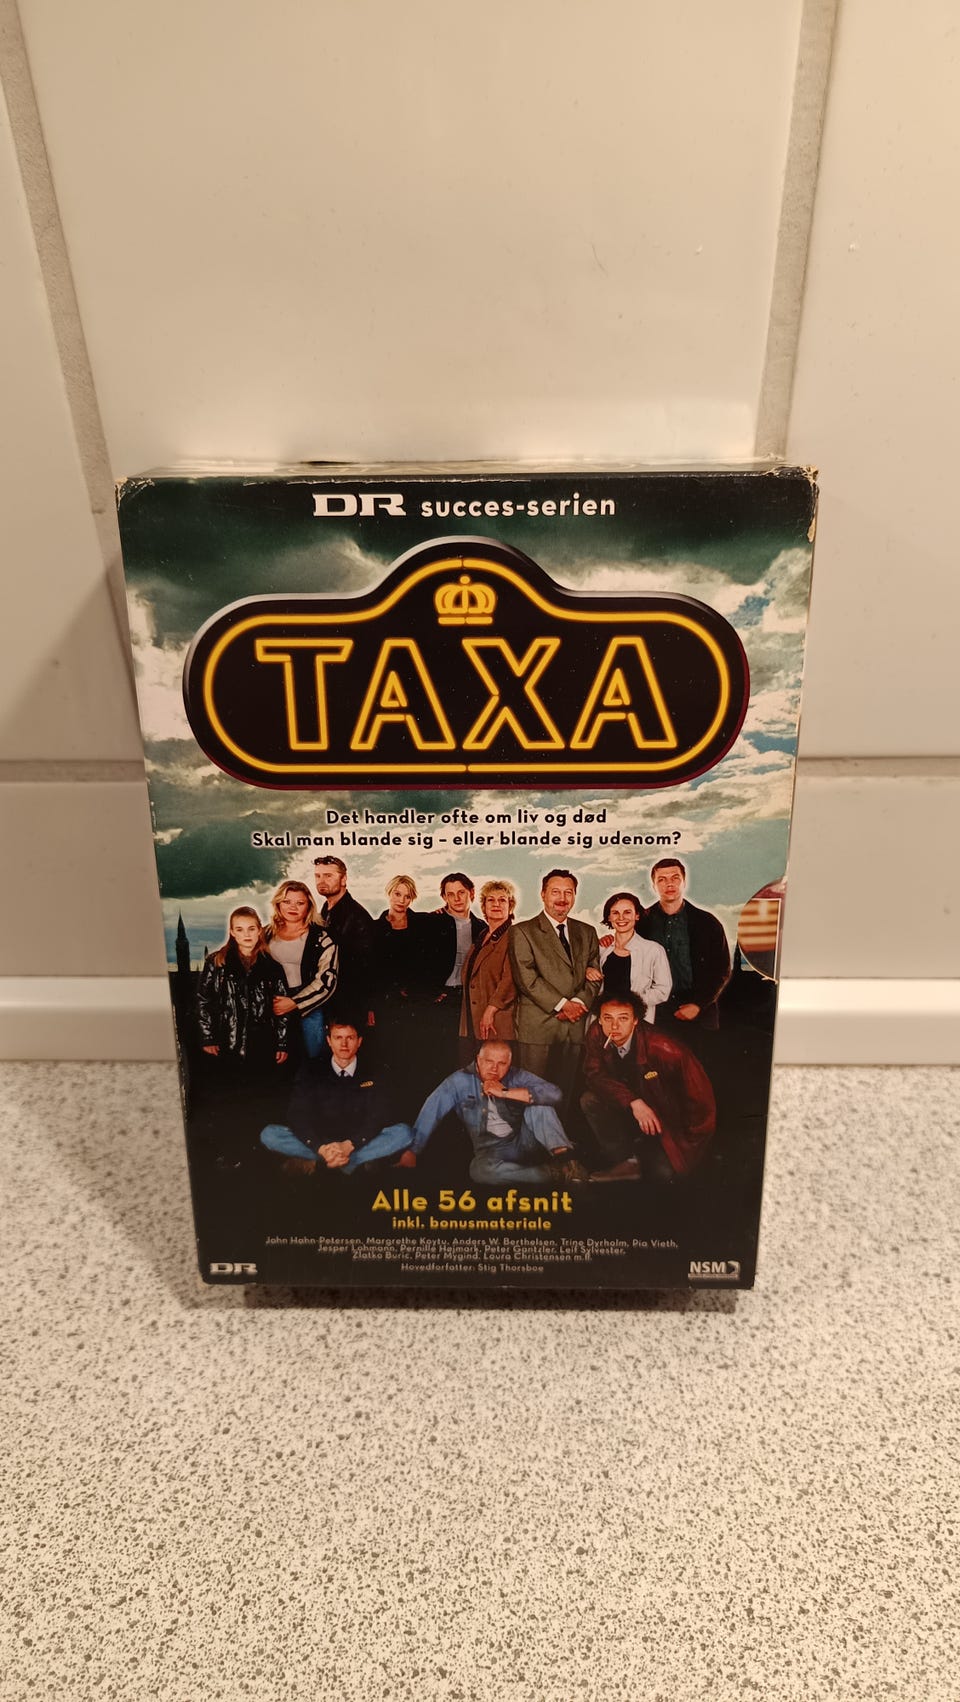 DR succes-serien
TAXA
Det handler ofte om liv og død
Skal man blande sig – eller blande sig udenom?
Alle 56 afsnit
inkl. bonusmateriale
John Hahn-Petersen, Margrethe Koytu, Anders W. Berthelsen, Trine Dyrholm, Pia Vieth,
Jesper Lohmann, Pernille Højmark, Peter Gantzler, Leif Sylvester,
Zlatko Buric, Peter Mygind, Laura Christensen m.fl.
Hovedforfatter: Stig Thorsboe
DR
NSM